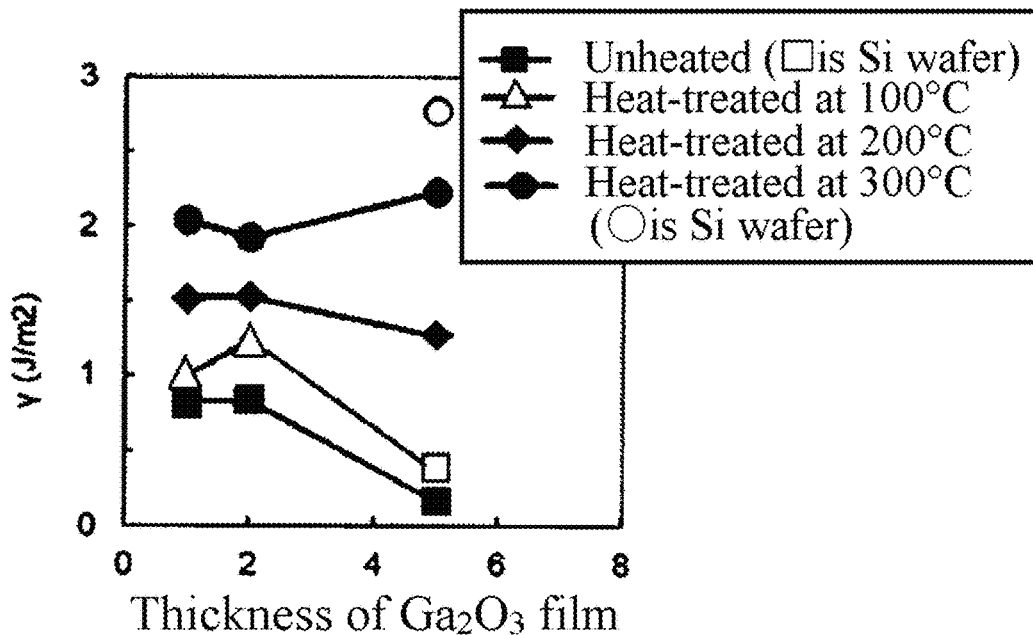 Unheated (□is Si wafer)
Heat-treated at 100°C
Heat-treated at 200°C
Heat-treated at 300°C
(○is Si wafer)
3
2
1
0
γ (J/m2)
0 2 4 6 8
Thickness of Ga₂O₃ film